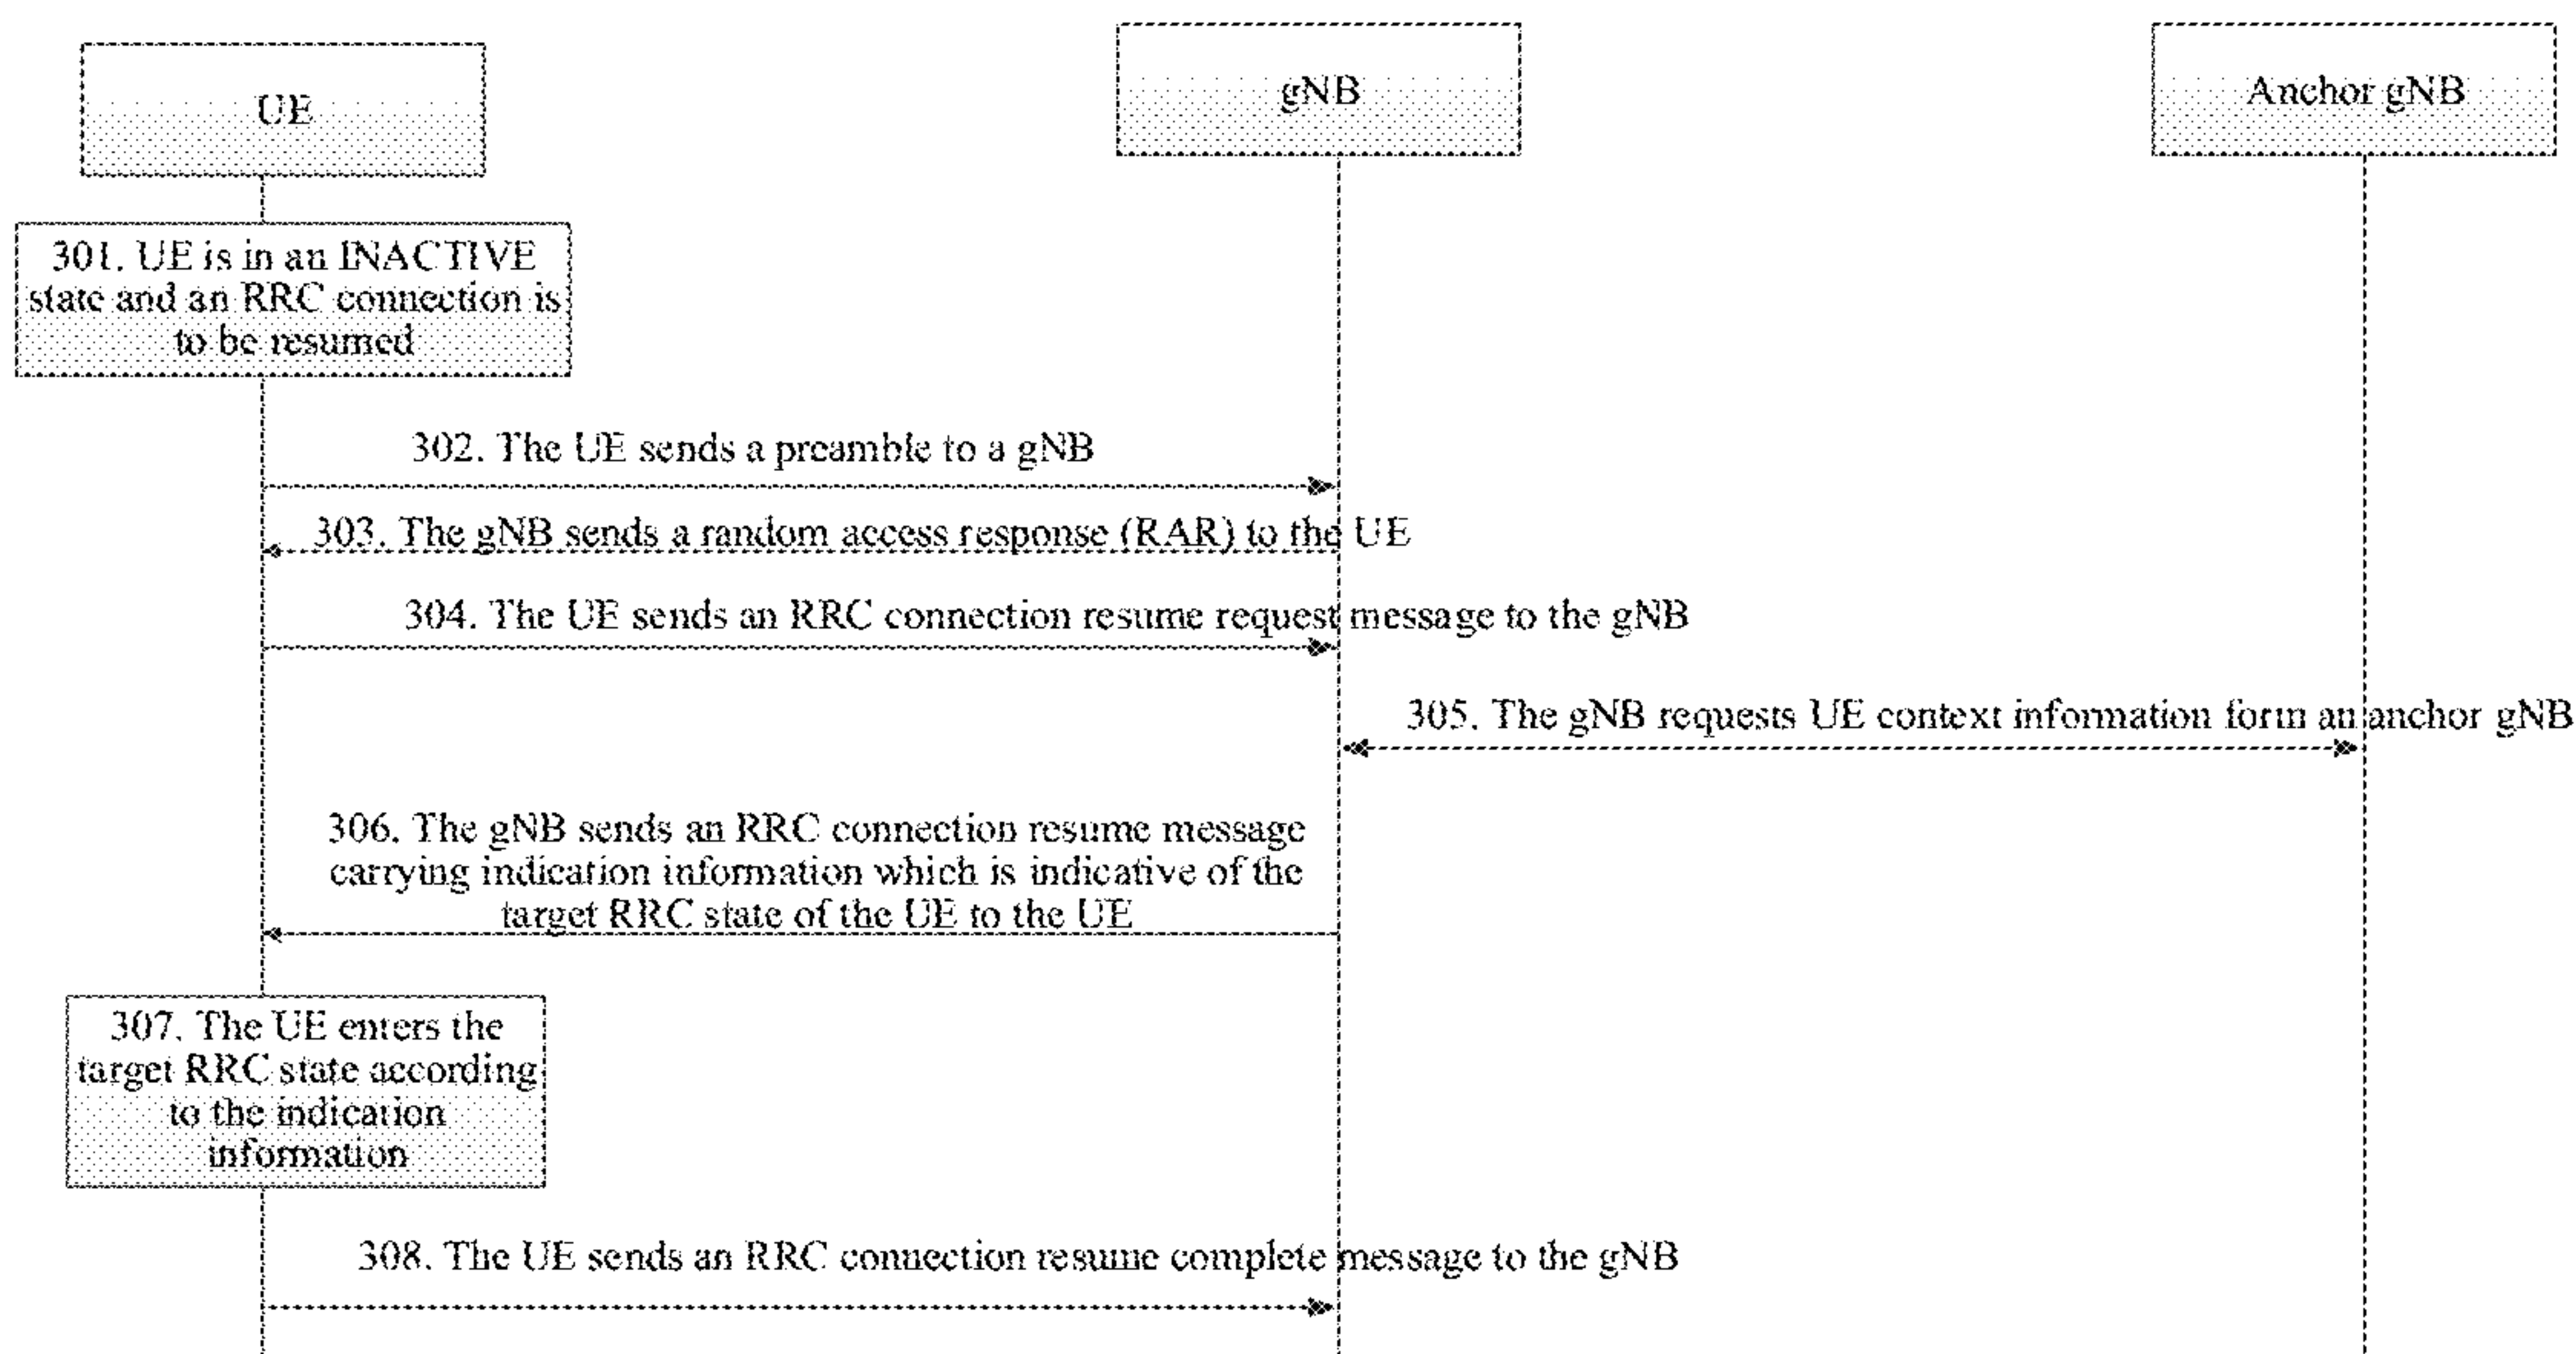 UE
gNB
Anchor gNB
301. UE is in an INACTIVE
state and an RRC connection is
to be resumed
302. The UE sends a preamble to a gNB
303. The gNB sends a random access response (RAR) to the UE
304. The UE sends an RRC connection resume request message to the gNB
305. The gNB requests UE context information form an anchor gNB
306. The gNB sends an RRC connection resume message
carrying indication information which is indicative of the
target RRC state of the UE to the UE
307. The UE enters the
target RRC state according
to the indication
information
308. The UE sends an RRC connection resume complete message to the gNB